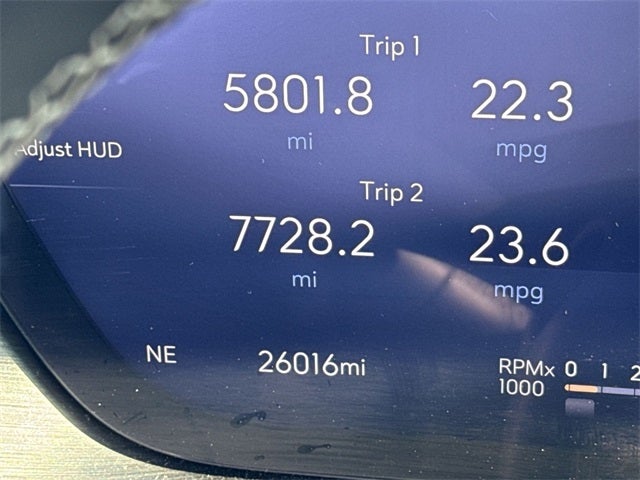 Trip 1
5801.8 22.3
mi mpg
Adjust HUD
Trip 2
7728.2 23.6
mi mpg
NE 26016mi
RPMx 0 1 2
1000